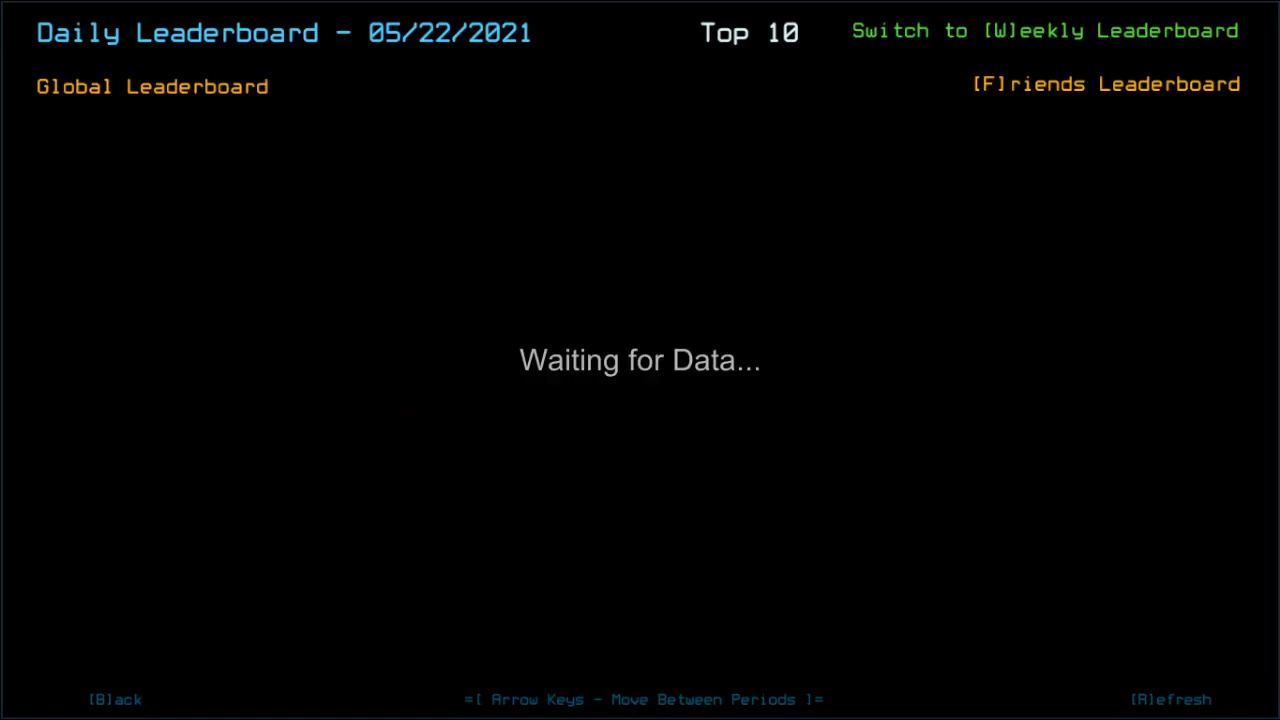 Daily Leaderboard - 05/22/2021
Top 10
Switch to [W]eekly Leaderboard
Global Leaderboard
[F]riends Leaderboard
Waiting for Data...
[B]ack
=[ Arrow Keys - Move Between Periods ]=
[R]efresh